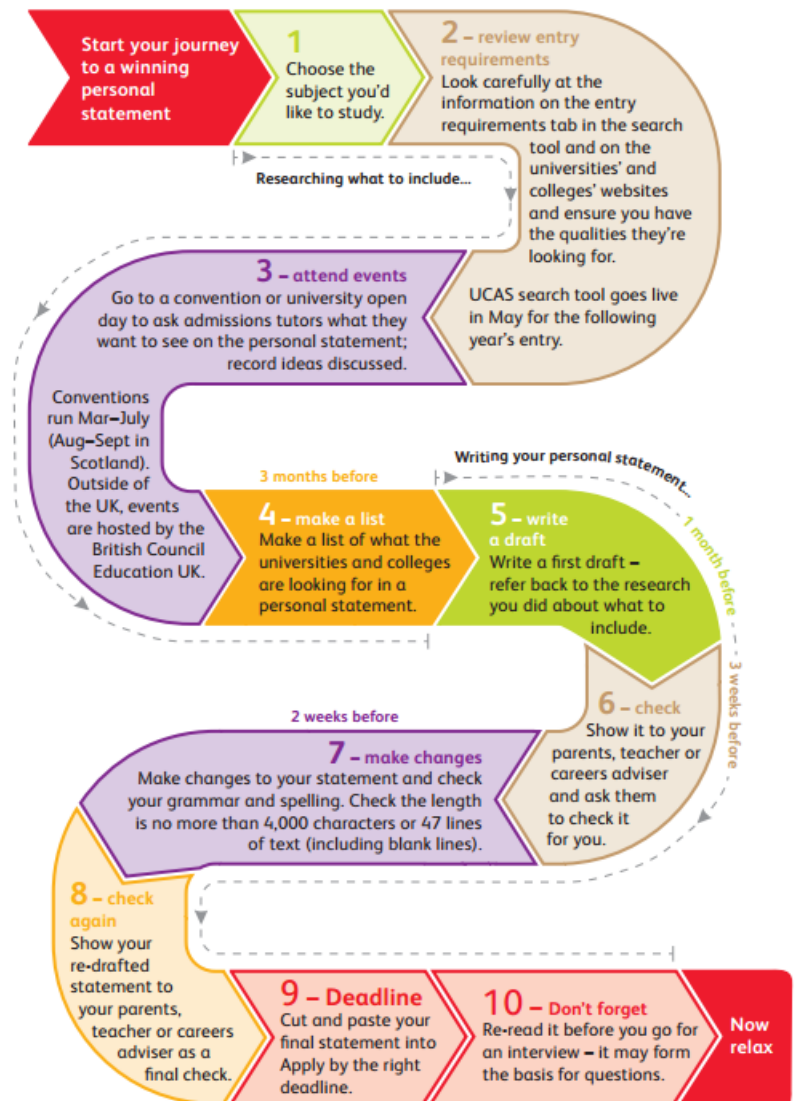 Start your journey
to a winning
personal
statement
1
Choose the
subject you'd
like to study.
2 – review entry
requirements
Look carefully at the
information on the entry
requirements tab in the search
tool and on the
universities' and
colleges' websites
and ensure you have
the qualities they're
looking for.
UCAS search tool goes live
in May for the following
year's entry.
Researching what to include...
3 – attend events
Go to a convention or university open
day to ask admissions tutors what they
want to see on the personal statement;
record ideas discussed.
Conventions
run Mar–July
(Aug–Sept in
Scotland).
Outside of
the UK, events
are hosted by the
British Council
Education UK.
3 months before
4 – make a list
Make a list of what the
universities and colleges
are looking for in a
personal statement.
Writing your personal statement...
1 month before
5 – write
a draft
Write a first draft –
refer back to the research
you did about what to
include.
3 weeks before
6 – check
Show it to your
parents, teacher or
careers adviser
and ask them
to check it
for you.
2 weeks before
7 – make changes
Make changes to your statement and check
your grammar and spelling. Check the length
is no more than 4,000 characters or 47 lines
of text (including blank lines).
8 – check
again
Show your
re-drafted
statement to
your parents,
teacher or careers
adviser as a
final check.
9 – Deadline
Cut and paste your
final statement into
Apply by the right
deadline.
10 – Don't forget
Re-read it before you go for
an interview – it may form
the basis for questions.
Now
relax